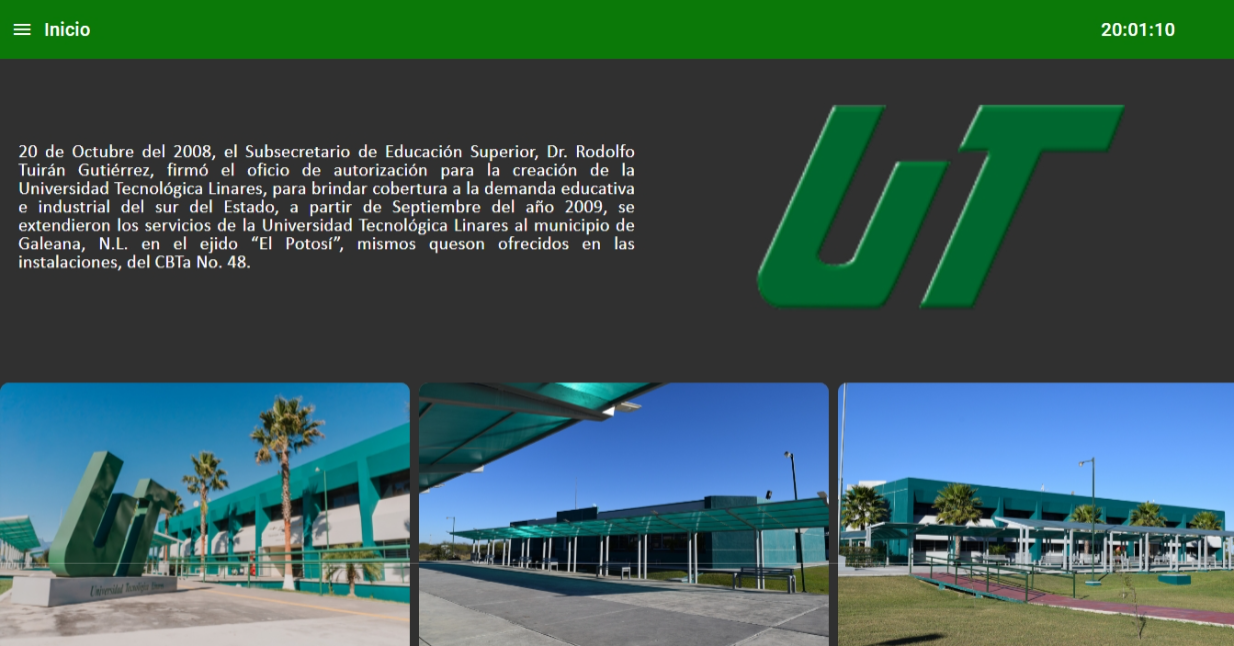 Inicio
20:01:10
20 de Octubre del 2008, el Subsecretario de Educación Superior, Dr. Rodolfo
Tuirán Gutiérrez, firmó el oficio de autorización para la creación de la
Universidad Tecnológica Linares, para brindar cobertura a la demanda educativa
e industrial del sur del Estado, a partir de Septiembre del año 2009, se
extendieron los servicios de la Universidad Tecnológica Linares al municipio de
Galeana, N.L. en el ejido “El Potosí”, mismos queson ofrecidos en las
instalaciones, del CBTa No. 48.
UT
UT
Universidad Tecnológica Linares